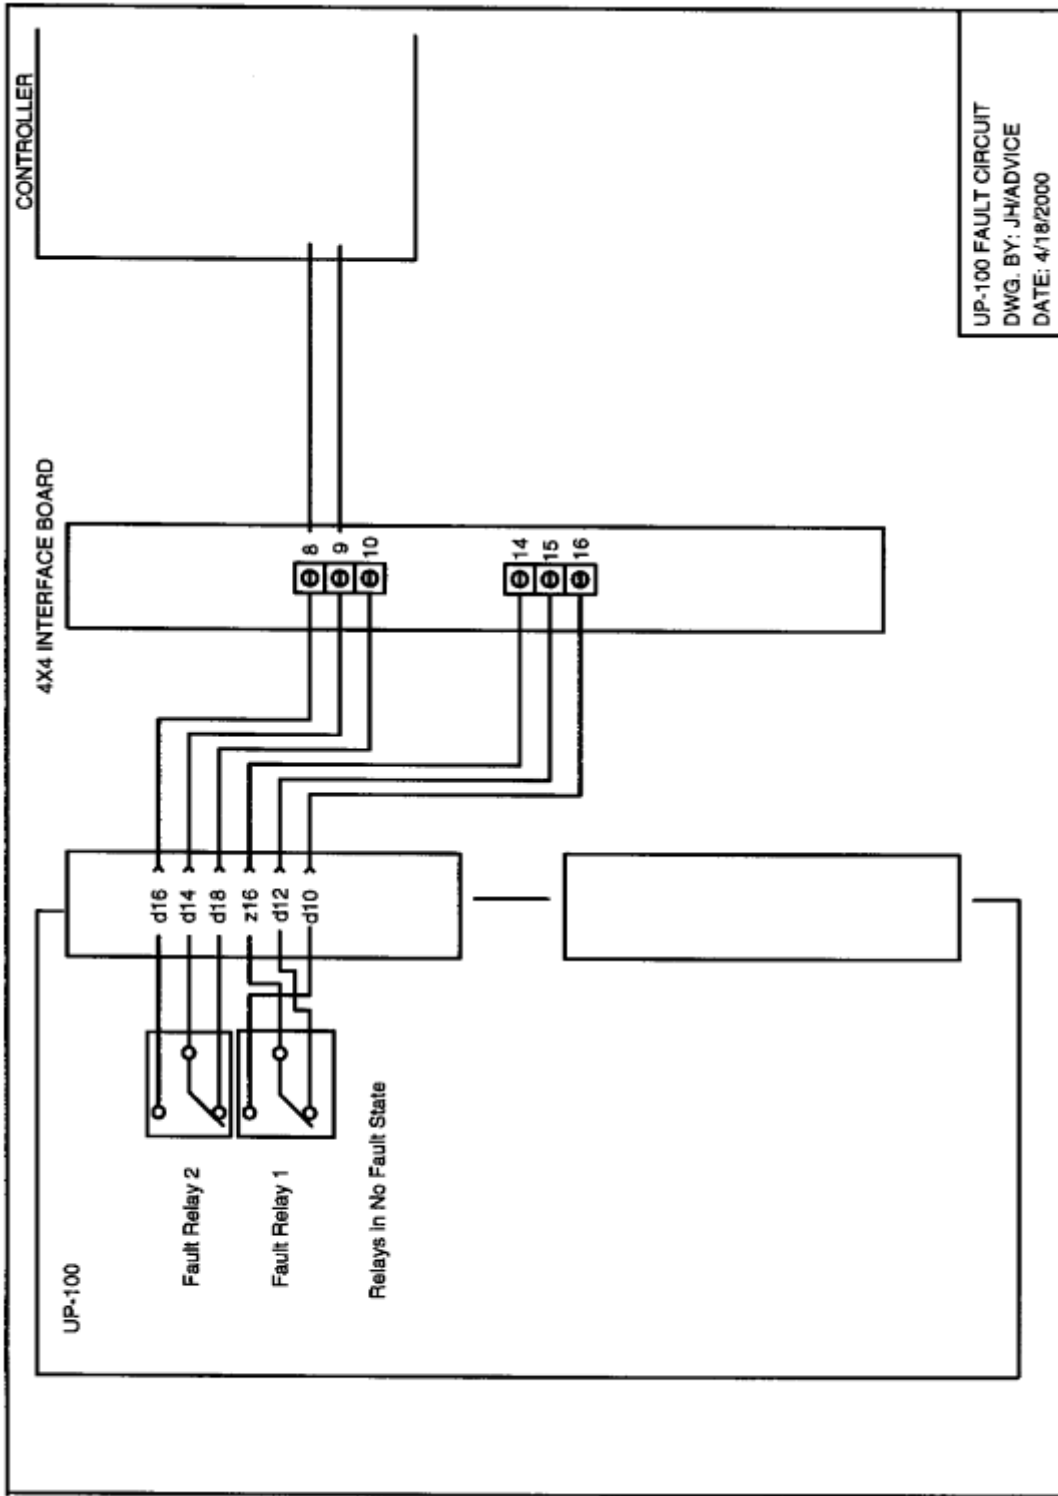 CONTROLLER
4X4 INTERFACE BOARD
8
9
10
14
15
16
d16
d14
d18
z16
d12
d10
Fault Relay 2
Fault Relay 1
Relays in No Fault State
UP-100
UP-100 FAULT CIRCUIT
DWG. BY: JH/ADVICE
DATE: 4/18/2000